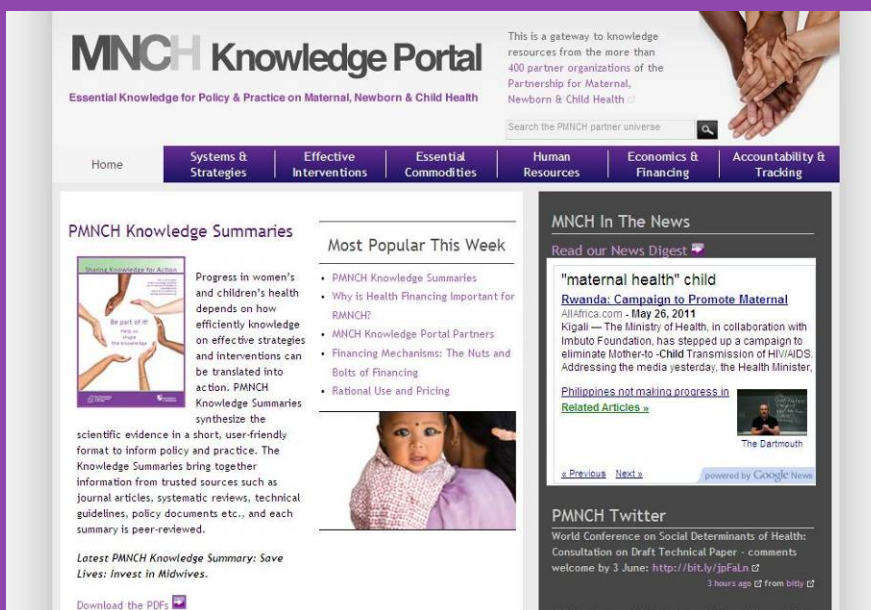 MNCH Knowledge Portal
Essential Knowledge for Policy & Practice on Maternal, Newborn & Child Health
This is a gateway to knowledge
resources from the more than
400 partner organizations of the
Partnership for Maternal,
Newborn & Child Health
Search the PMNCH partner universe
Home
Systems &
Strategies
Effective
Interventions
Essential
Commodities
Human
Resources
Economics &
Financing
Accountability &
Tracking
PMNCH Knowledge Summaries
Sharing Knowledge for Action
Be part of it!
Help us
shape
the knowledge
Progress in women's
and children's health
depends on how
efficiently knowledge
on effective strategies
and interventions can
be translated into
action. PMNCH
Knowledge Summaries
synthesize the
scientific evidence in a short, user-friendly
format to inform policy and practice. The
Knowledge Summaries bring together
information from trusted sources such as
journal articles, systematic reviews, technical
guidelines, policy documents etc., and each
summary is peer-reviewed.
Latest PMNCH Knowledge Summary: Save
Lives: Invest in Midwives.
Download the PDFs
Most Popular This Week
• PMNCH Knowledge Summaries
• Why is Health Financing Important for
RMNCH?
• MNCH Knowledge Portal Partners
• Financing Mechanisms: The Nuts and
Bolts of Financing
• Rational Use and Pricing
MNCH In The News
Read our News Digest
"maternal health" child
Rwanda: Campaign to Promote Maternal
AllAfrica.com - May 26, 2011
Kigali — The Ministry of Health, in collaboration with
Imbuto Foundation, has stepped up a campaign to
eliminate Mother-to -Child Transmission of HIV/AIDS.
Addressing the media yesterday, the Health Minister,
Philippines not making progress in
Related Articles »
The Dartmouth
« Previous Next »
powered by Google News
PMNCH Twitter
World Conference on Social Determinants of Health:
Consultation on Draft Technical Paper - comments
welcome by 3 June: http://bit.ly/jpFaLn
3 hours ago from bitly